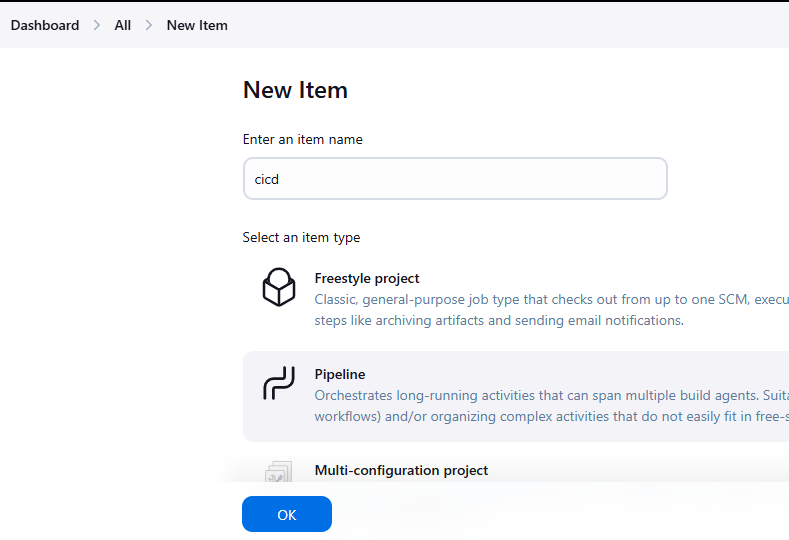 Dashboard > All > New Item
New Item
Enter an item name
cicd
Select an item type
Freestyle project
Classic, general-purpose job type that checks out from up to one SCM, execu
steps like archiving artifacts and sending email notifications.
Pipeline
Orchestrates long-running activities that can span multiple build agents. Suita
workflows) and/or organizing complex activities that do not easily fit in free-s
Multi-configuration project
OK